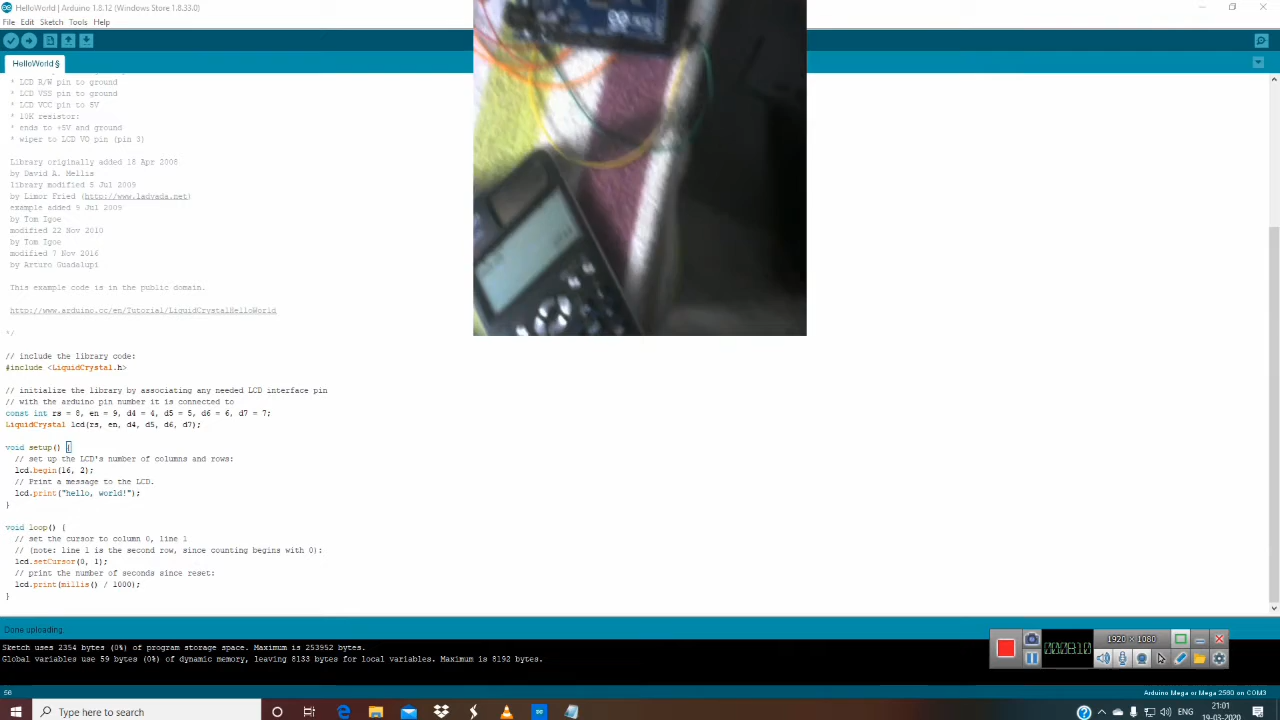 HelloWorld | Arduino 1.8.12 (Windows Store 1.8.33.0)
File Edit Sketch Tools Help
HelloWorld §
* LCD R/W pin to ground
* LCD VSS pin to ground
* LCD VCC pin to 5V
* 10K resistor:
* ends to +5V and ground
* wiper to LCD VO pin (pin 3)
Library originally added 18 Apr 2008
by David A. Mellis
library modified 5 Jul 2009
by Limor Fried (http://www.ladyada.net)
example added 9 Jul 2009
by Tom Igoe
modified 22 Nov 2010
by Tom Igoe
modified 7 Nov 2016
by Arturo Guadalupi
This example code is in the public domain.
http://www.arduino.cc/en/Tutorial/LiquidCrystalHelloWorld
*/
// include the library code:
#include <LiquidCrystal.h>
// initialize the library by associating any needed LCD interface pin
// with the arduino pin number it is connected to
const int rs = 8, en = 9, d4 = 4, d5 = 5, d6 = 6, d7 = 7;
LiquidCrystal lcd(rs, en, d4, d5, d6, d7);
void setup() {
// set up the LCD's number of columns and rows:
lcd.begin(16, 2);
// Print a message to the LCD.
lcd.print("hello, world!");
}
void loop() {
// set the cursor to column 0, line 1
// (note: line 1 is the second row, since counting begins with 0):
lcd.setCursor(0, 1);
// print the number of seconds since reset:
lcd.print(millis() / 1000);
}
Done uploading.
Sketch uses 2354 bytes (0%) of program storage space. Maximum is 253952 bytes.
Global variables use 59 bytes (0%) of dynamic memory, leaving 8133 bytes for local variables. Maximum is 8192 bytes.
1920 × 1080
56
Arduino Mega or Mega 2560 on COM3
Type here to search
ENG
21:01
19-03-2020